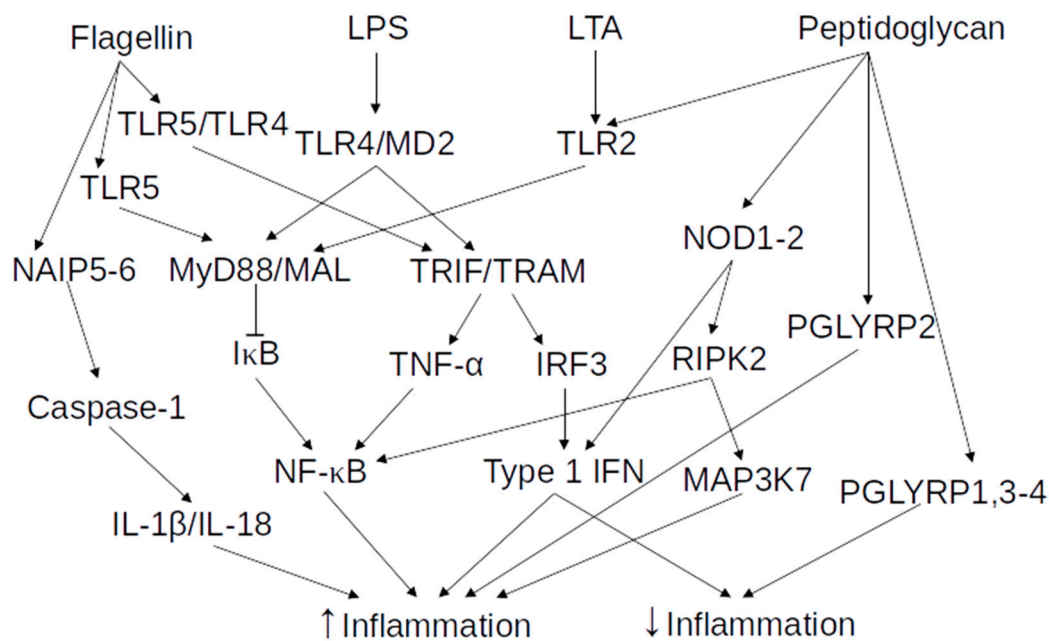 Flagellin
LPS
LTA
Peptidoglycan
TLR5/TLR4
TLR4/MD2
TLR2
TLR5
NOD1-2
NAIP5-6
MyD88/MAL
TRIF/TRAM
PGLYRP2
IκB
TNF-α
IRF3
RIPK2
Caspase-1
NF-κB
Type 1 IFN
MAP3K7
PGLYRP1,3-4
IL-1β/IL-18
↑Inflammation
↓Inflammation